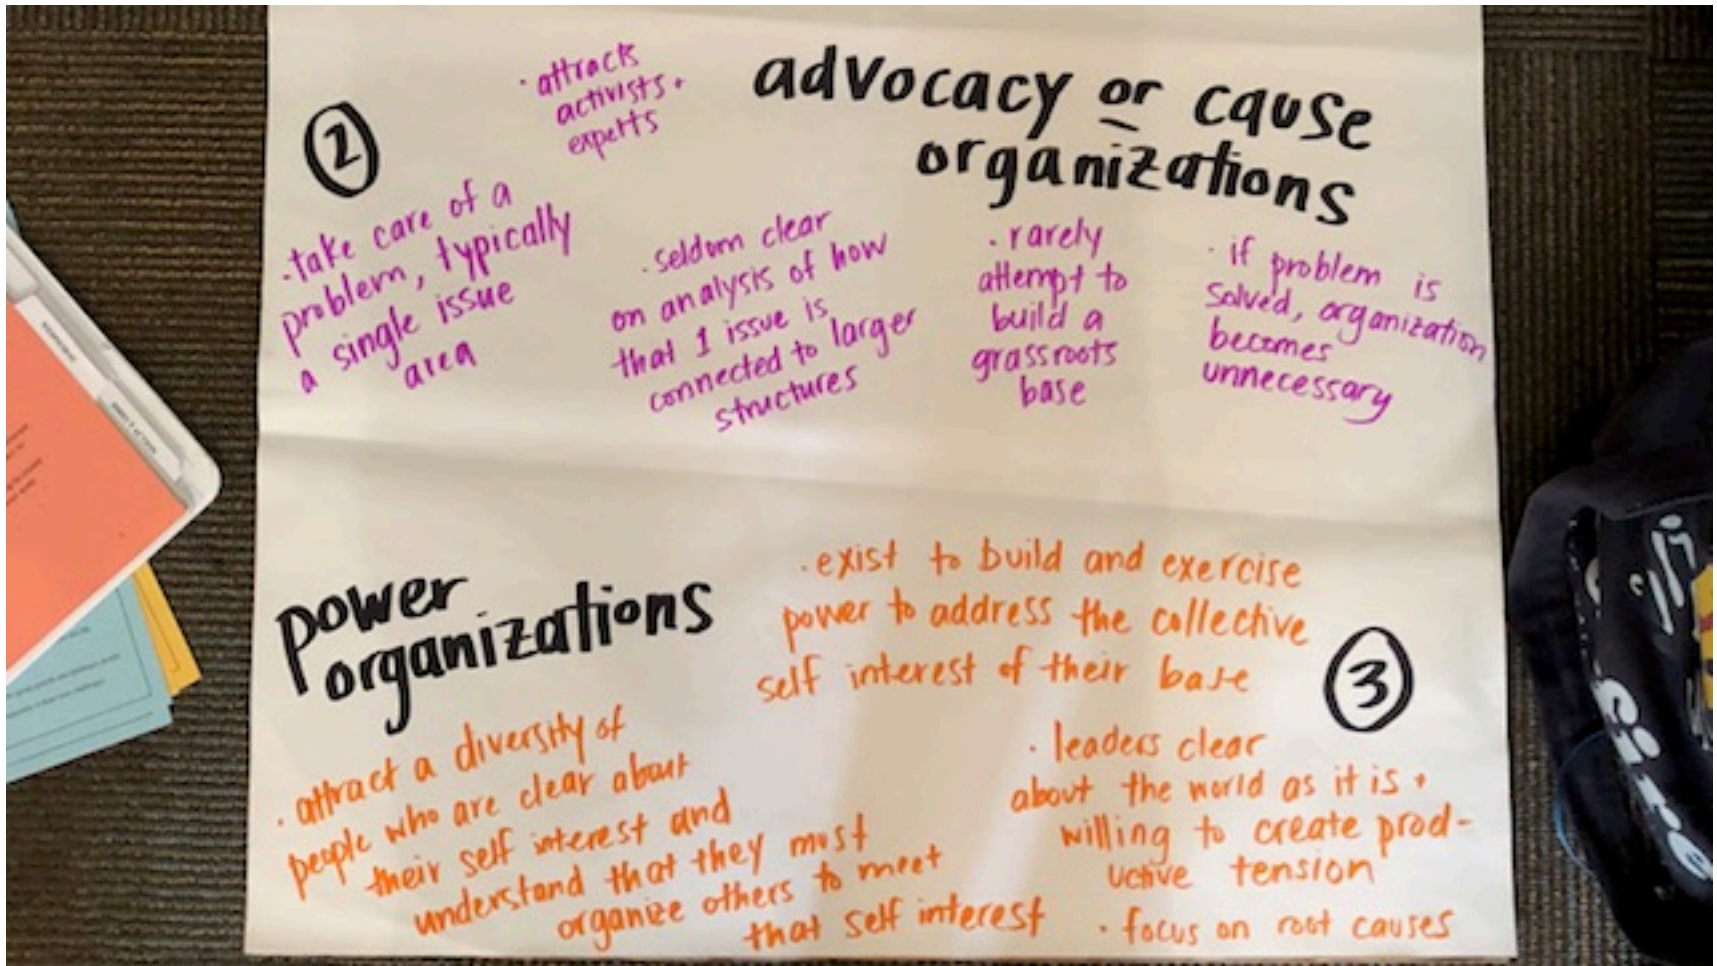 ②
· attracts
activists +
experts
advocacy or cause
organizations
· take care of a
problem, typically
a single issue
area
· seldom clear
on analysis of how
that 1 issue is
connected to larger
structures
· rarely
attempt to
build a
grassroots
base
· if problem is
solved, organization
becomes
unnecessary
power
organizations
· exist to build and exercise
power to address the collective
self interest of their base
③
· attract a diversity of
people who are clear about
their self interest and
understand that they must
organize others to meet
that self interest
· leaders clear
about the world as it is +
willing to create prod-
uctive tension
· focus on root causes